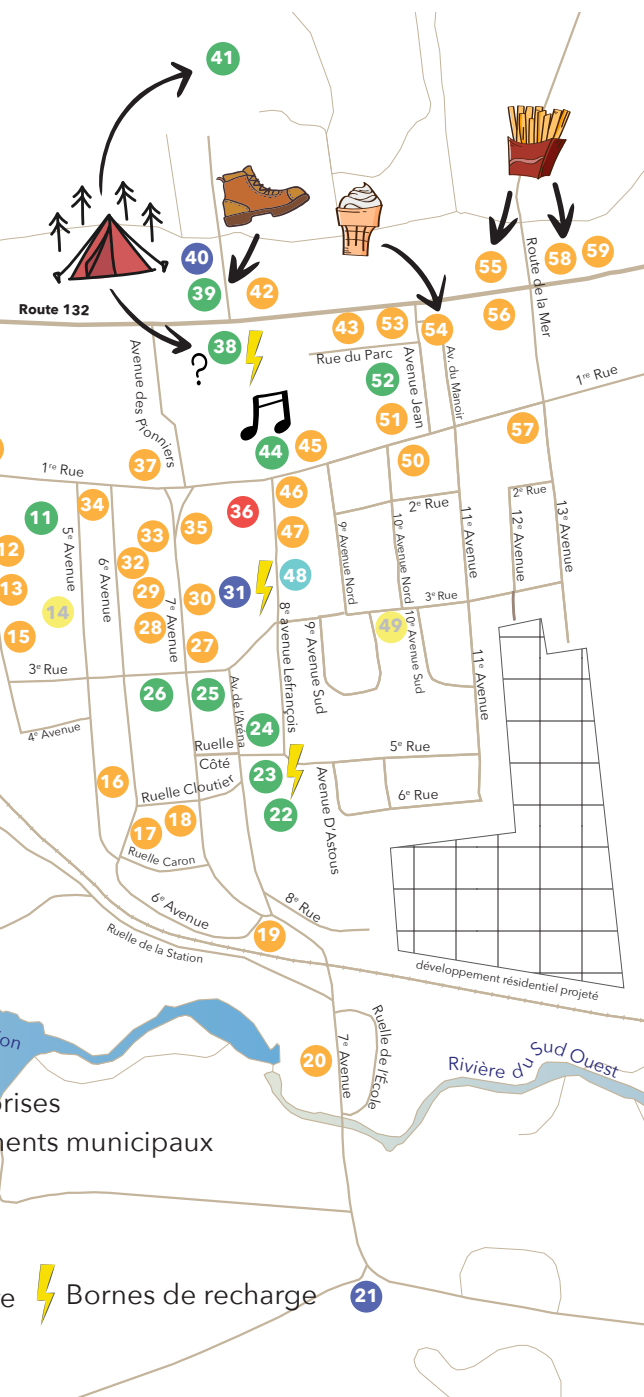 41
40
39
42
55
58
59
Route de la Mer
Route 132
56
38
?
43
53
54
Rue du Parc
Avenue Jean
Av. du Manoir
52
51
1re Rue
Avenue des Pionniers
57
44
45
50
37
1re Rue
46
2e Rue
2e Rue
34
36
11
5e Avenue
6e Avenue
33
35
47
9e Avenue Nord
10e Avenue Nord
11e Avenue
12e Avenue
13e Avenue
12
32
48
13
29
30
31
3e Rue
14
28
7e Avenue
8e avenue Lefrançois
9e Avenue Sud
49
10e Avenue Sud
15
27
3e Rue
11e Avenue
26
25
Av. de l'Aréna
24
4e Avenue
Ruelle
Côté
5e Rue
16
23
Ruelle Cloutier
Avenue D'Astous
6e Rue
22
18
17
Ruelle Caron
6e Avenue
8e Rue
19
Ruelle de la Station
développement résidentiel projeté
7e Avenue
Ruelle de l'École
on
20
Rivière du Sud Ouest
rises
ents municipaux
e
Bornes de recharge
21